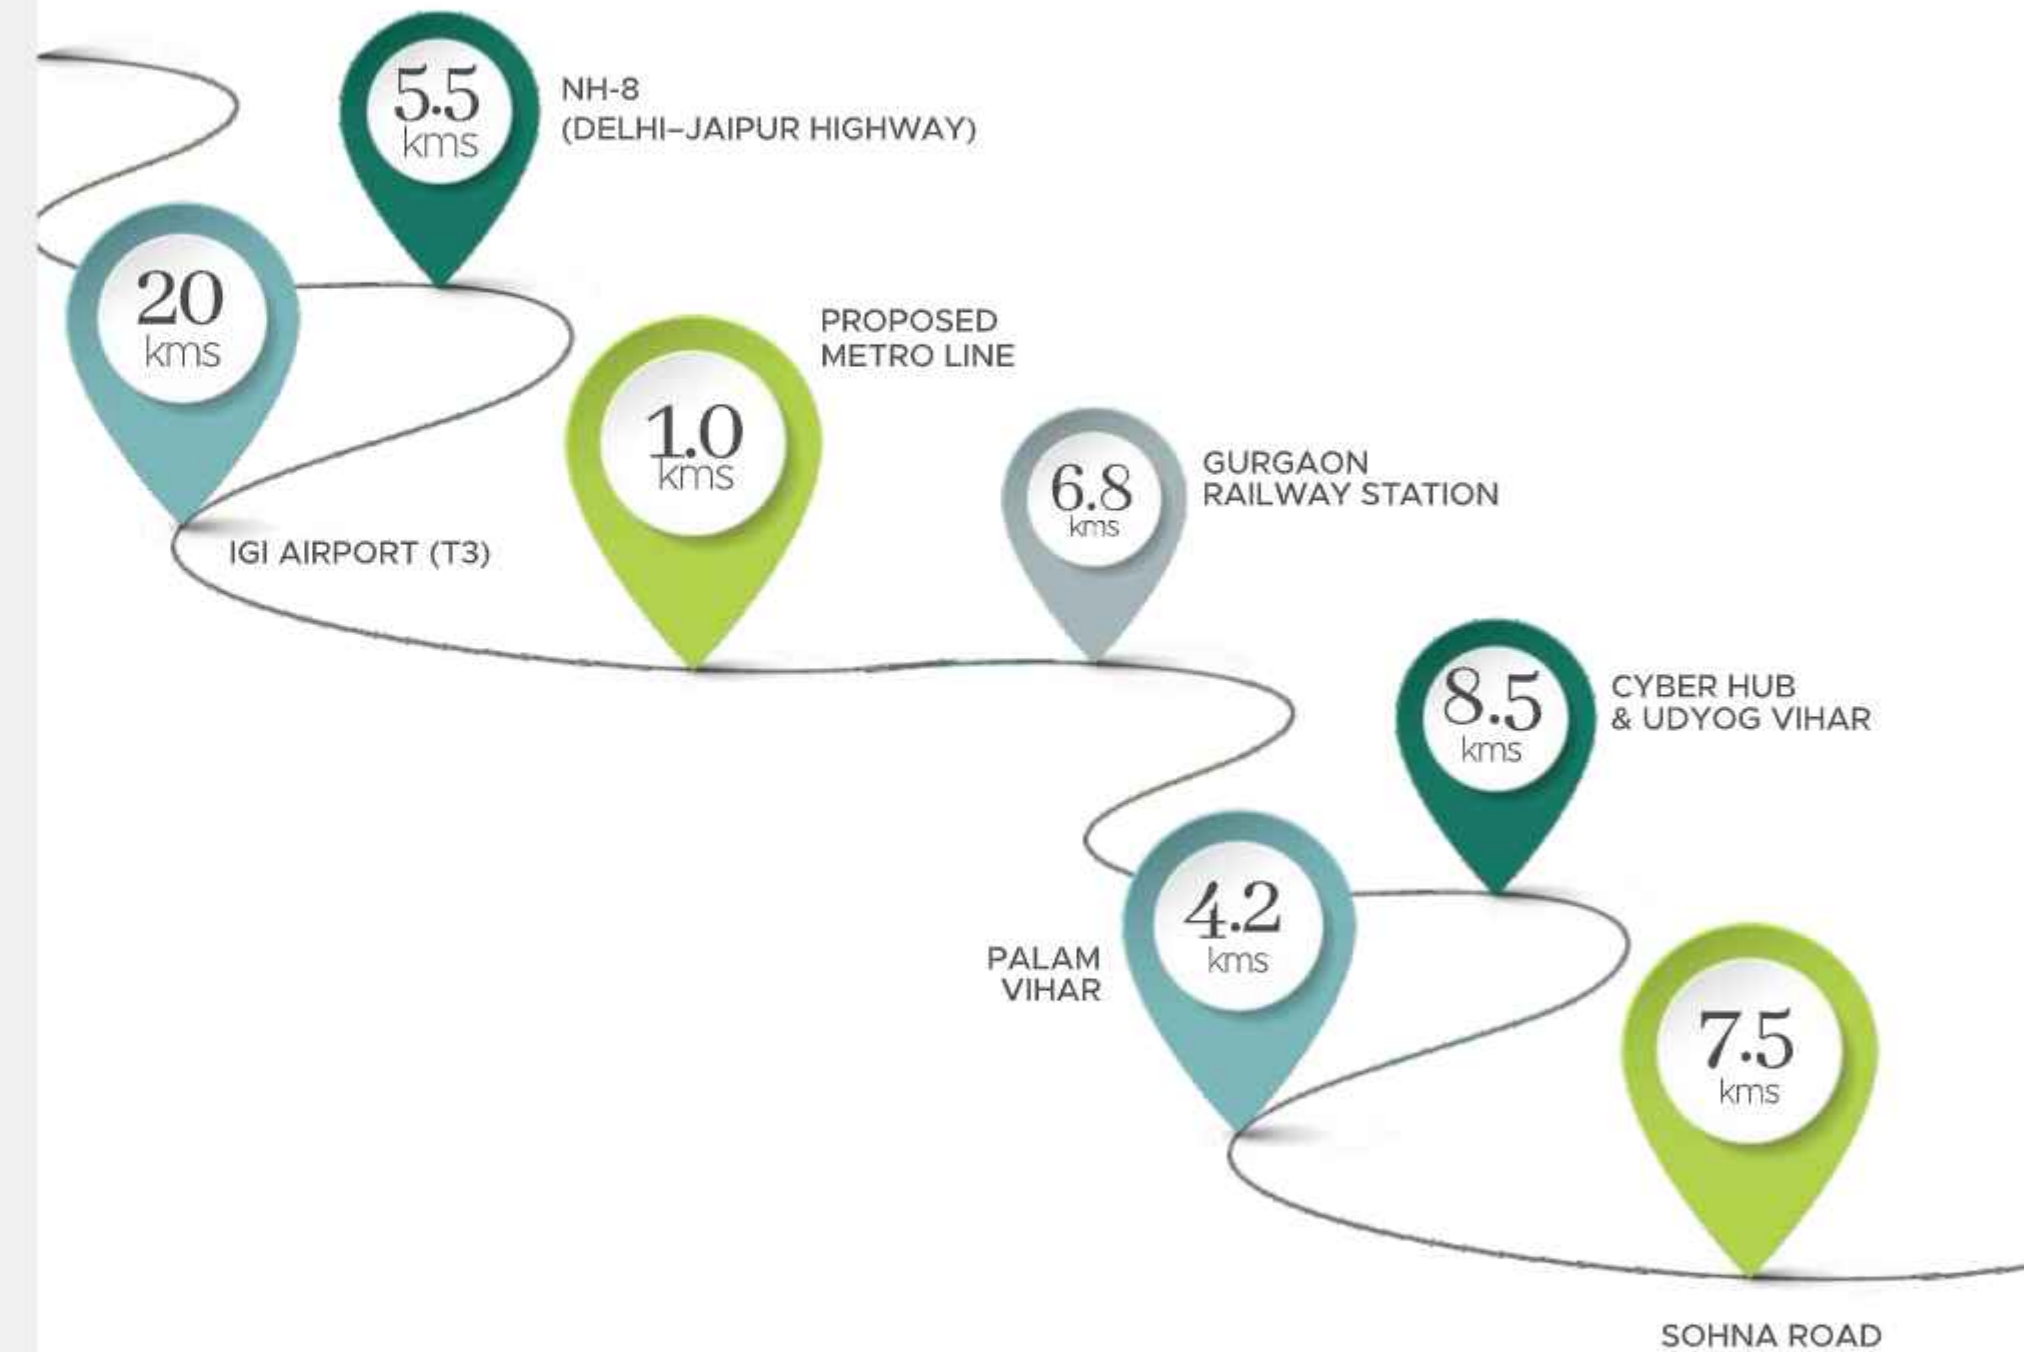 5.5
kms
NH-8
(DELHI–JAIPUR HIGHWAY)
20
kms
IGI AIRPORT (T3)
1.0
kms
PROPOSED
METRO LINE
6.8
kms
GURGAON
RAILWAY STATION
8.5
kms
CYBER HUB
& UDYOG VIHAR
4.2
kms
PALAM
VIHAR
7.5
kms
SOHNA ROAD